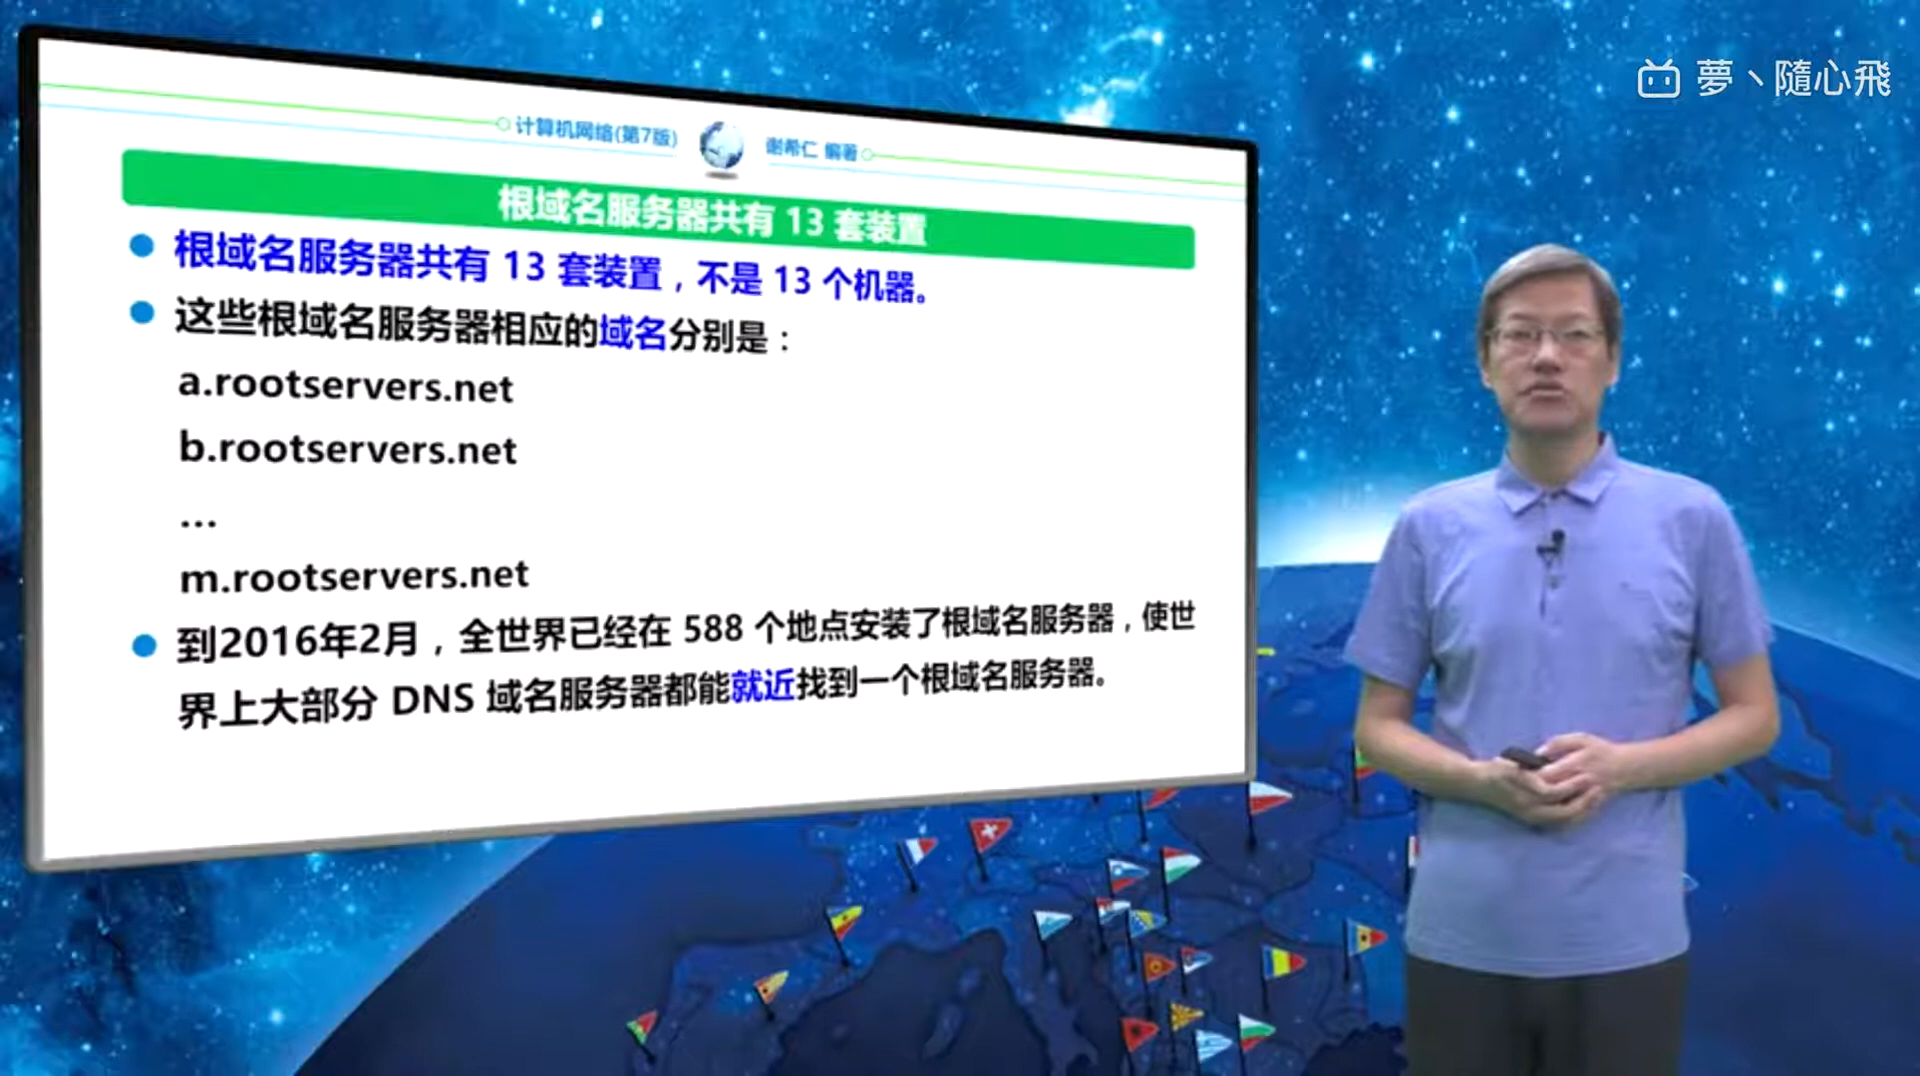 夢丶隨心飛
计算机网络(第7版) 谢希仁 编著
根域名服务器共有 13 套装置
根域名服务器共有 13 套装置，不是 13 个机器。
这些根域名服务器相应的域名分别是：
a.rootservers.net
b.rootservers.net
…
m.rootservers.net
到2016年2月，全世界已经在 588 个地点安装了根域名服务器，使世
界上大部分 DNS 域名服务器都能就近找到一个根域名服务器。